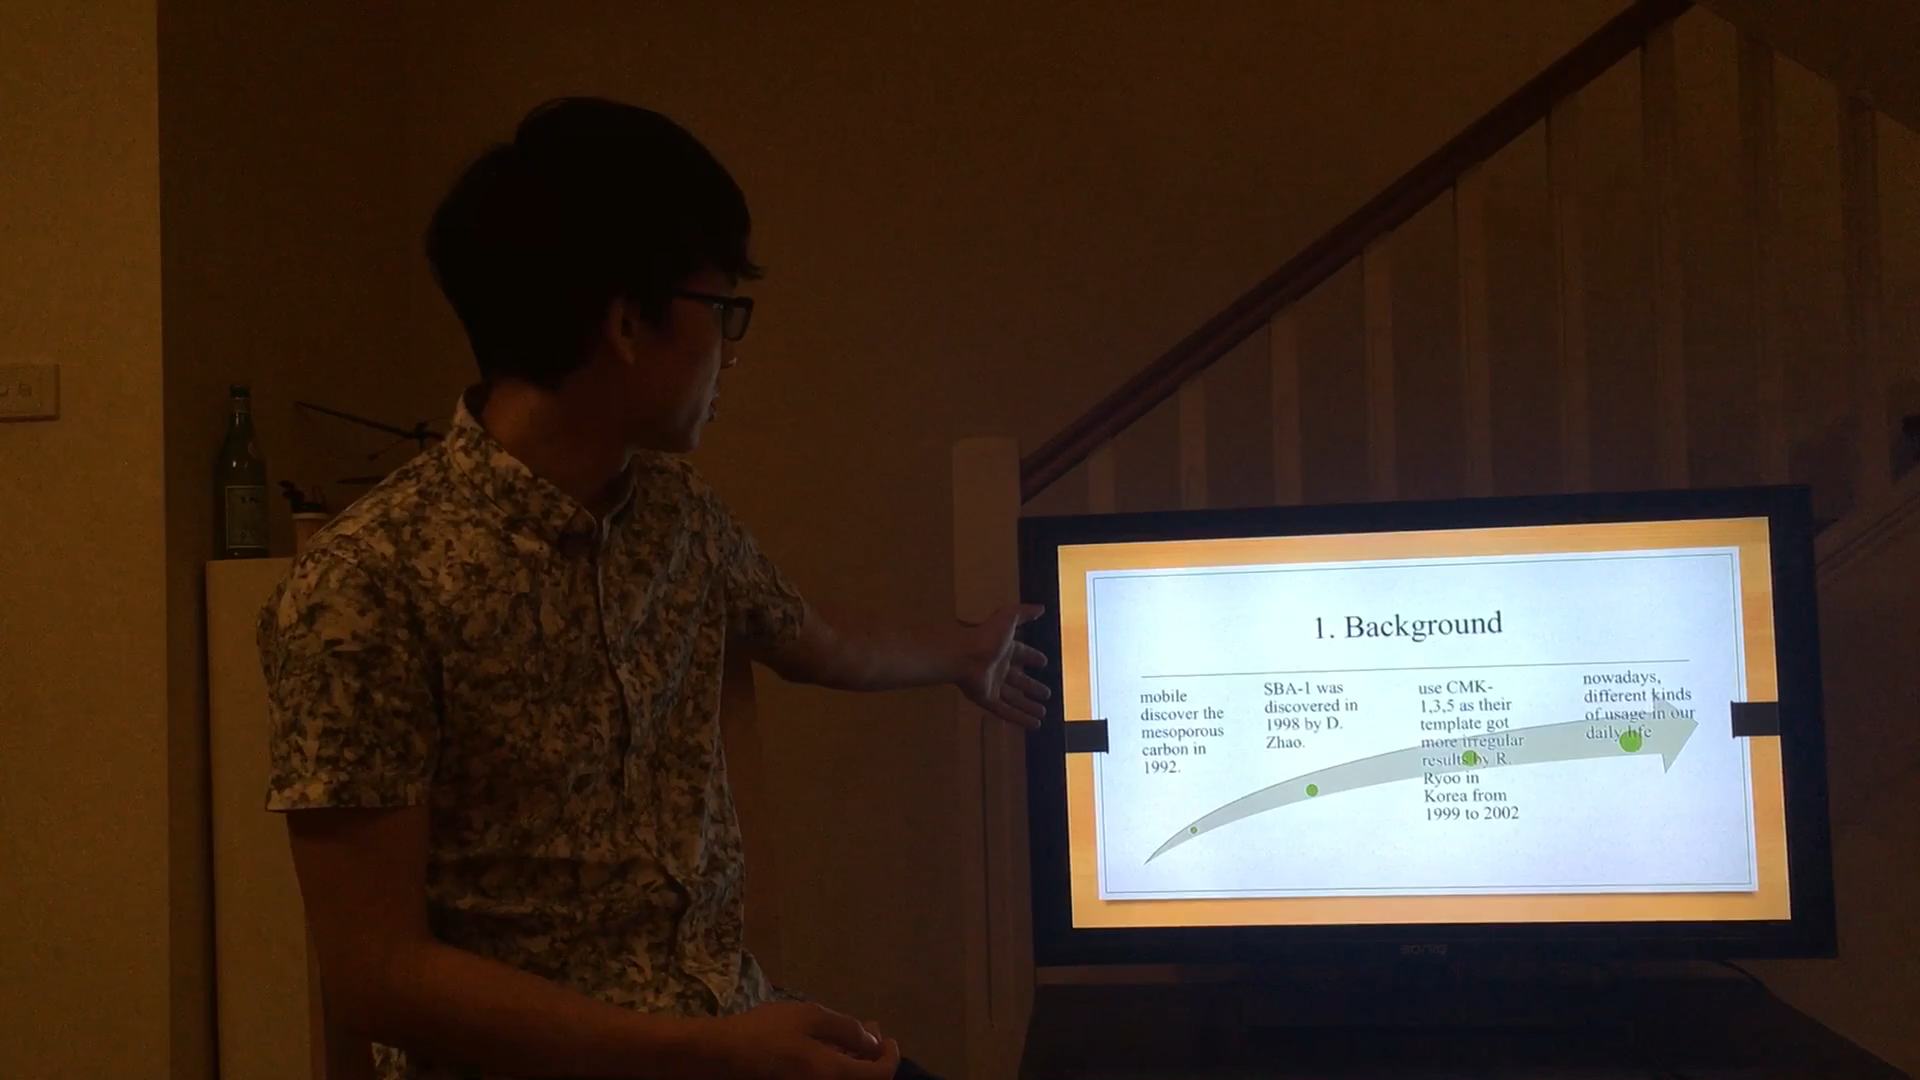 1. Background
mobile
discover the
mesoporous
carbon in
1992.
SBA-1 was
discovered in
1998 by D.
Zhao.
use CMK-
1,3,5 as their
template got
more irregular
results by R.
Ryoo in
Korea from
1999 to 2002
nowadays,
different kinds
of usage in our
daily life
soniq